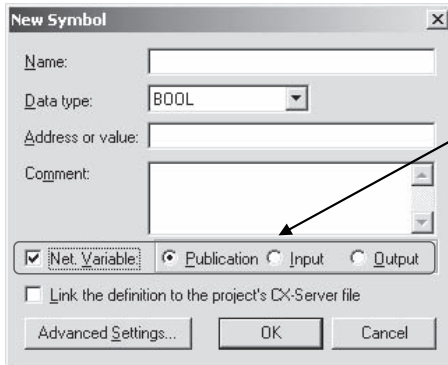 New Symbol
Name:
Data type: BOOL
Address or value:
Comment:
Net. Variable: Publication Input Output
Link the definition to the project's CX-Server file
Advanced Settings... OK Cancel